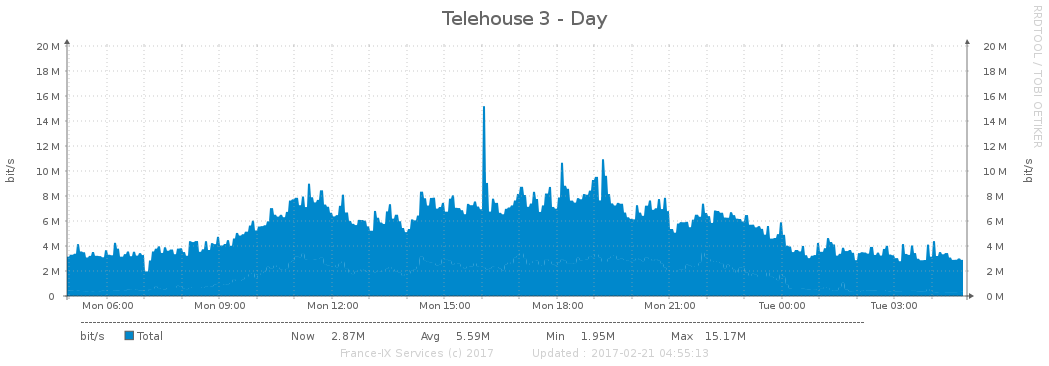 Telehouse 3 - Day
RRDTOOL / TOBI OETIKER
20 M 20 M
18 M 18 M
16 M 16 M
14 M 14 M
12 M 12 M
10 M 10 M
8 M 8 M
6 M 6 M
4 M 4 M
2 M 2 M
0 0 M
bit/s bit/s
Mon 06:00 Mon 09:00 Mon 12:00 Mon 15:00 Mon 18:00 Mon 21:00 Tue 00:00 Tue 03:00
bit/s Total Now 2.87M Avg 5.59M Min 1.95M Max 15.17M
France-IX Services (c) 2017 Updated : 2017-02-21 04:55:13